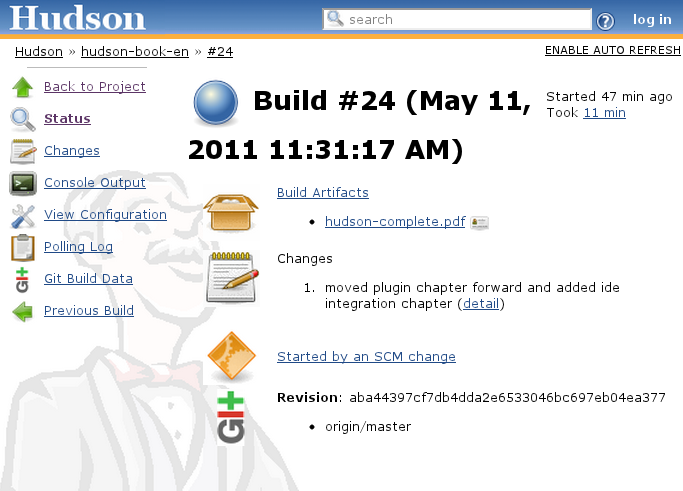 Hudson
search
log in
Hudson » hudson-book-en » #24
ENABLE AUTO REFRESH
Back to Project
Status
Changes
Console Output
View Configuration
Polling Log
Git Build Data
Previous Build
Build #24 (May 11,
2011 11:31:17 AM)
Started 47 min ago
Took 11 min
Build Artifacts
• hudson-complete.pdf
Changes
1. moved plugin chapter forward and added ide
integration chapter (detail)
Started by an SCM change
Git
Revision: aba44397cf7db4dda2e6533046bc697eb04ea377
• origin/master